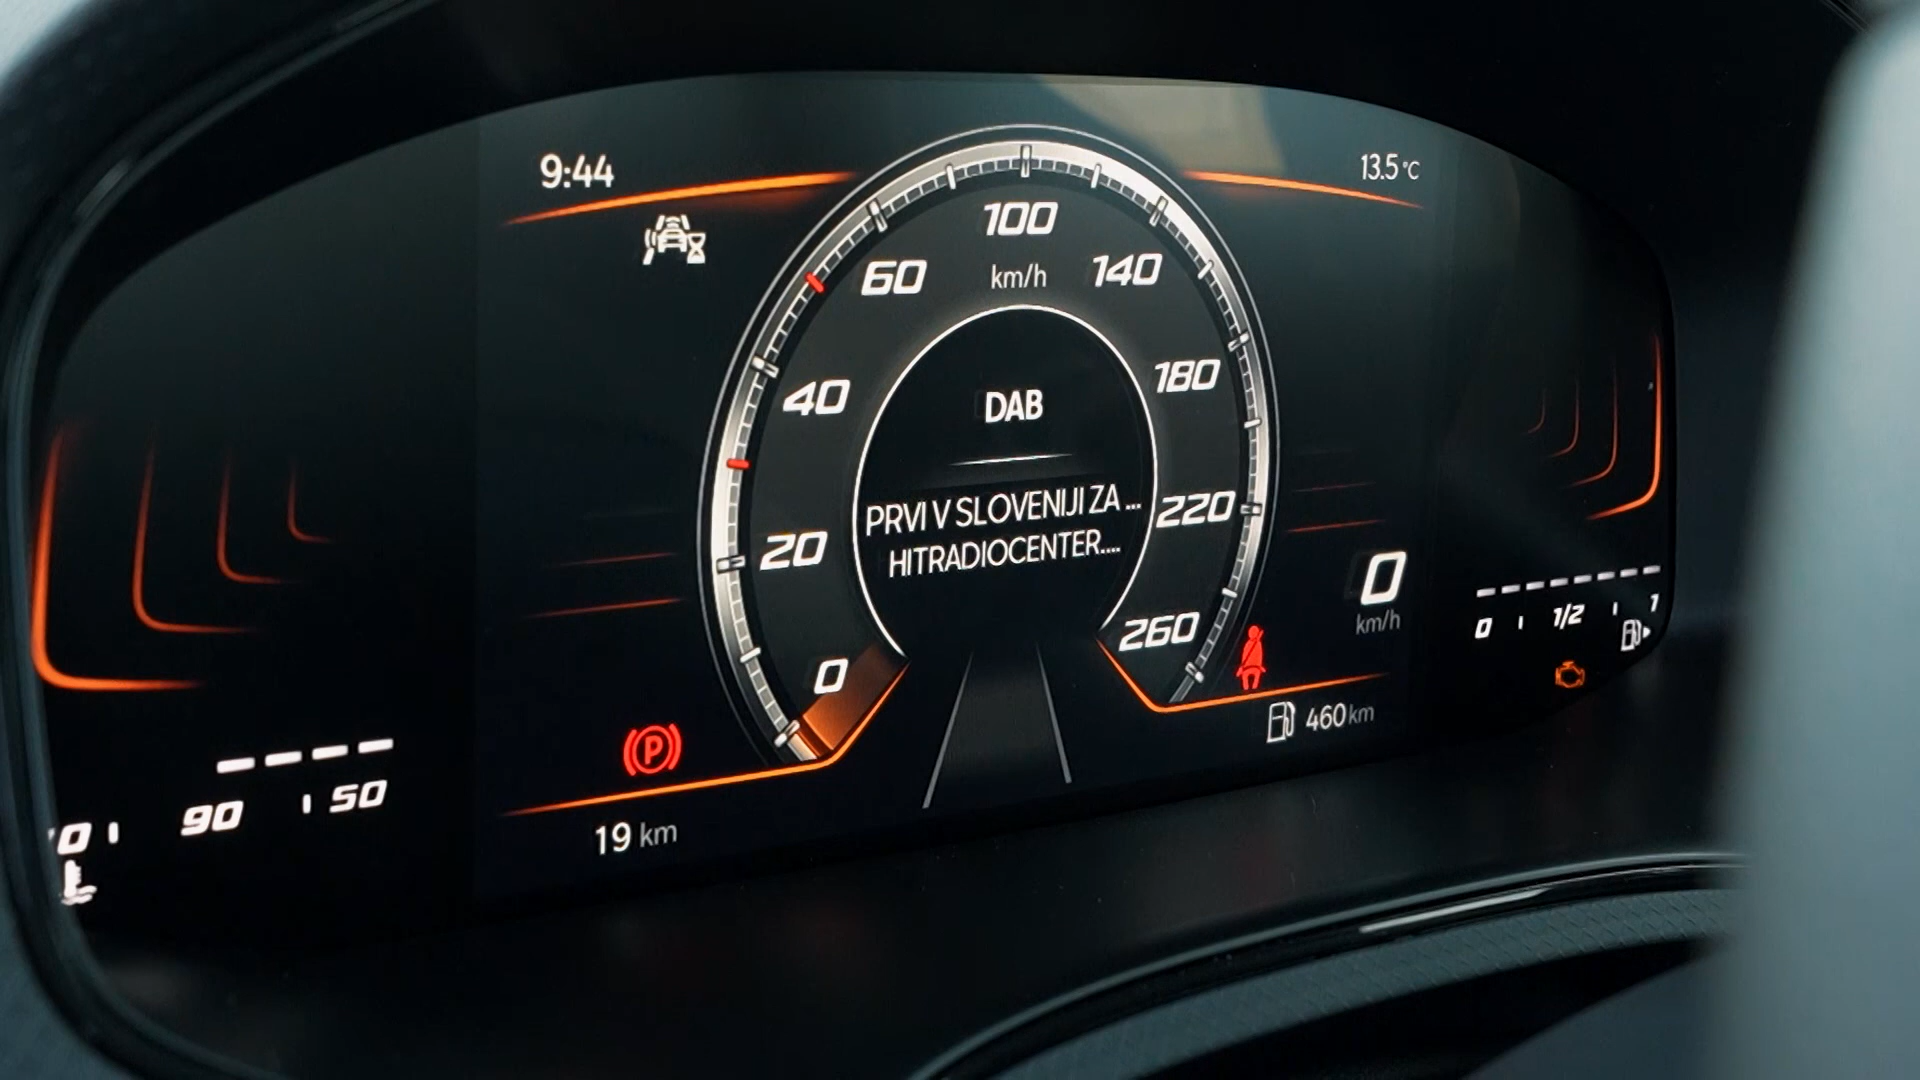 9:44
13.5 °C
100
km/h
60
140
40
180
DAB
PRVI V SLOVENIJI ZA ...
HITRADIOCENTER....
20
220
0
260
0
km/h
0 1/2 1
P
460 km
90 50
19 km